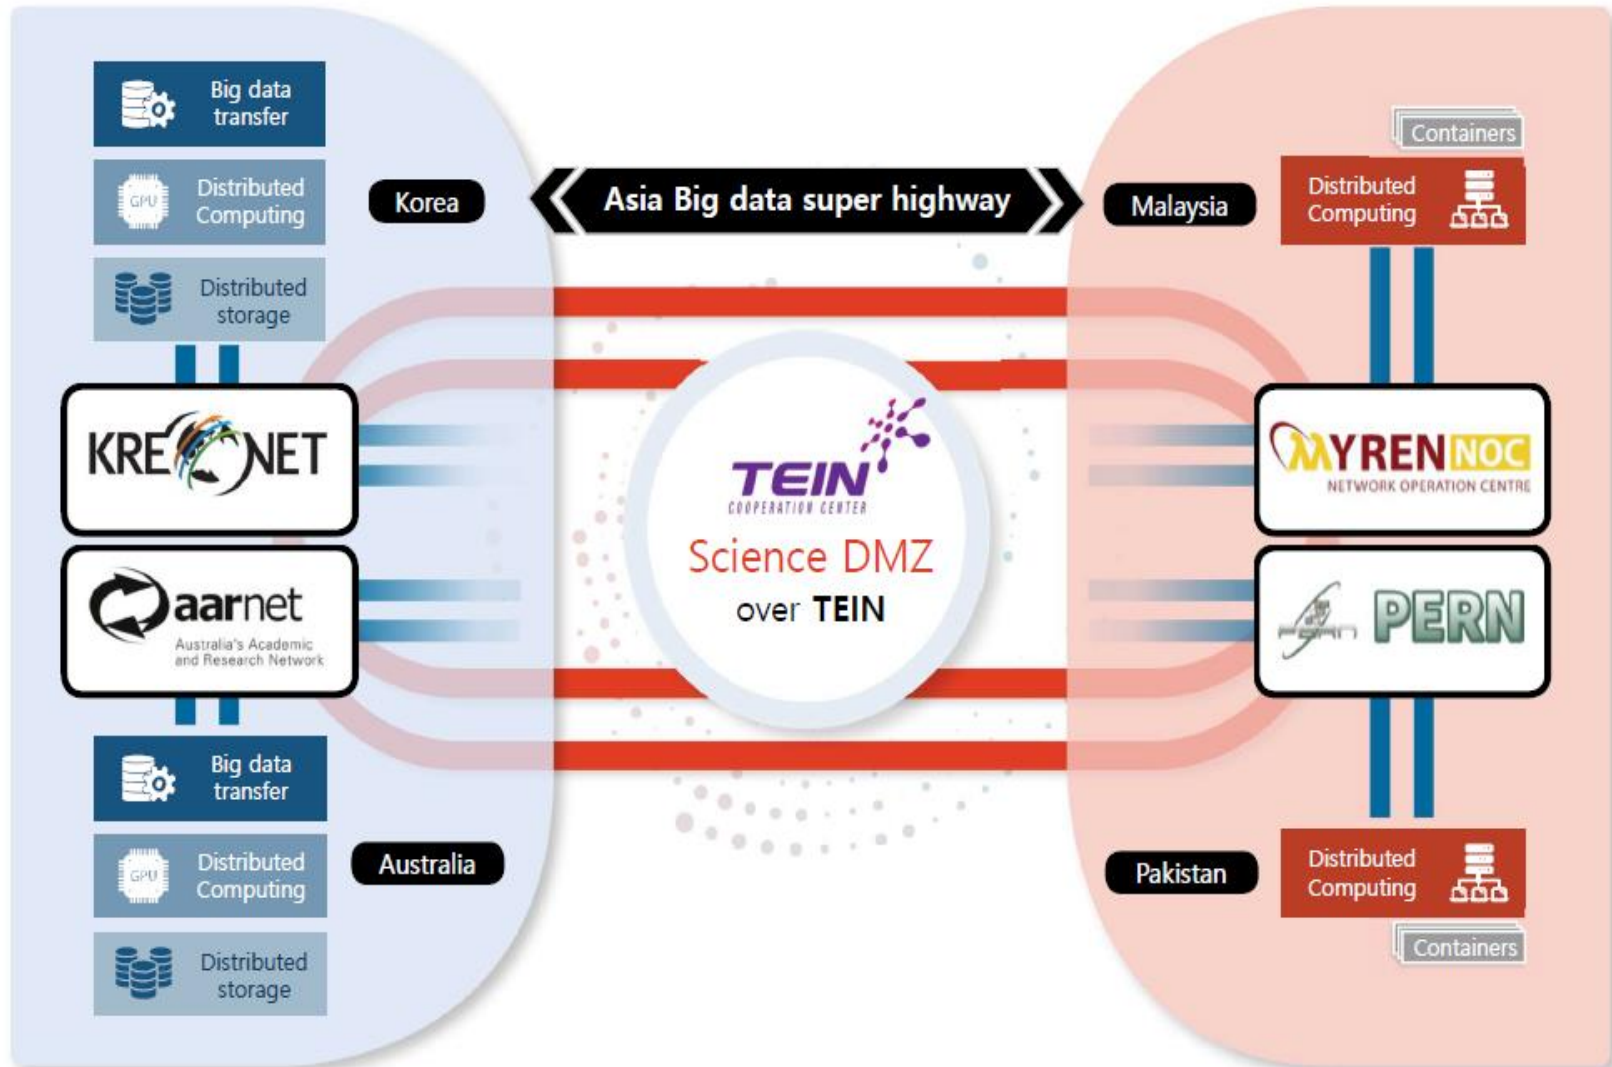 Big data
transfer
GPU
Distributed
Computing
Distributed
storage
Korea
Asia Big data super highway
Malaysia
Containers
Distributed
Computing
KREONET
aarnet
Australia's Academic
and Research Network
TEIN
COOPERATION CENTER
Science DMZ
over TEIN
MYREN NOC
NETWORK OPERATION CENTRE
PERN
Big data
transfer
GPU
Distributed
Computing
Distributed
storage
Australia
Pakistan
Distributed
Computing
Containers